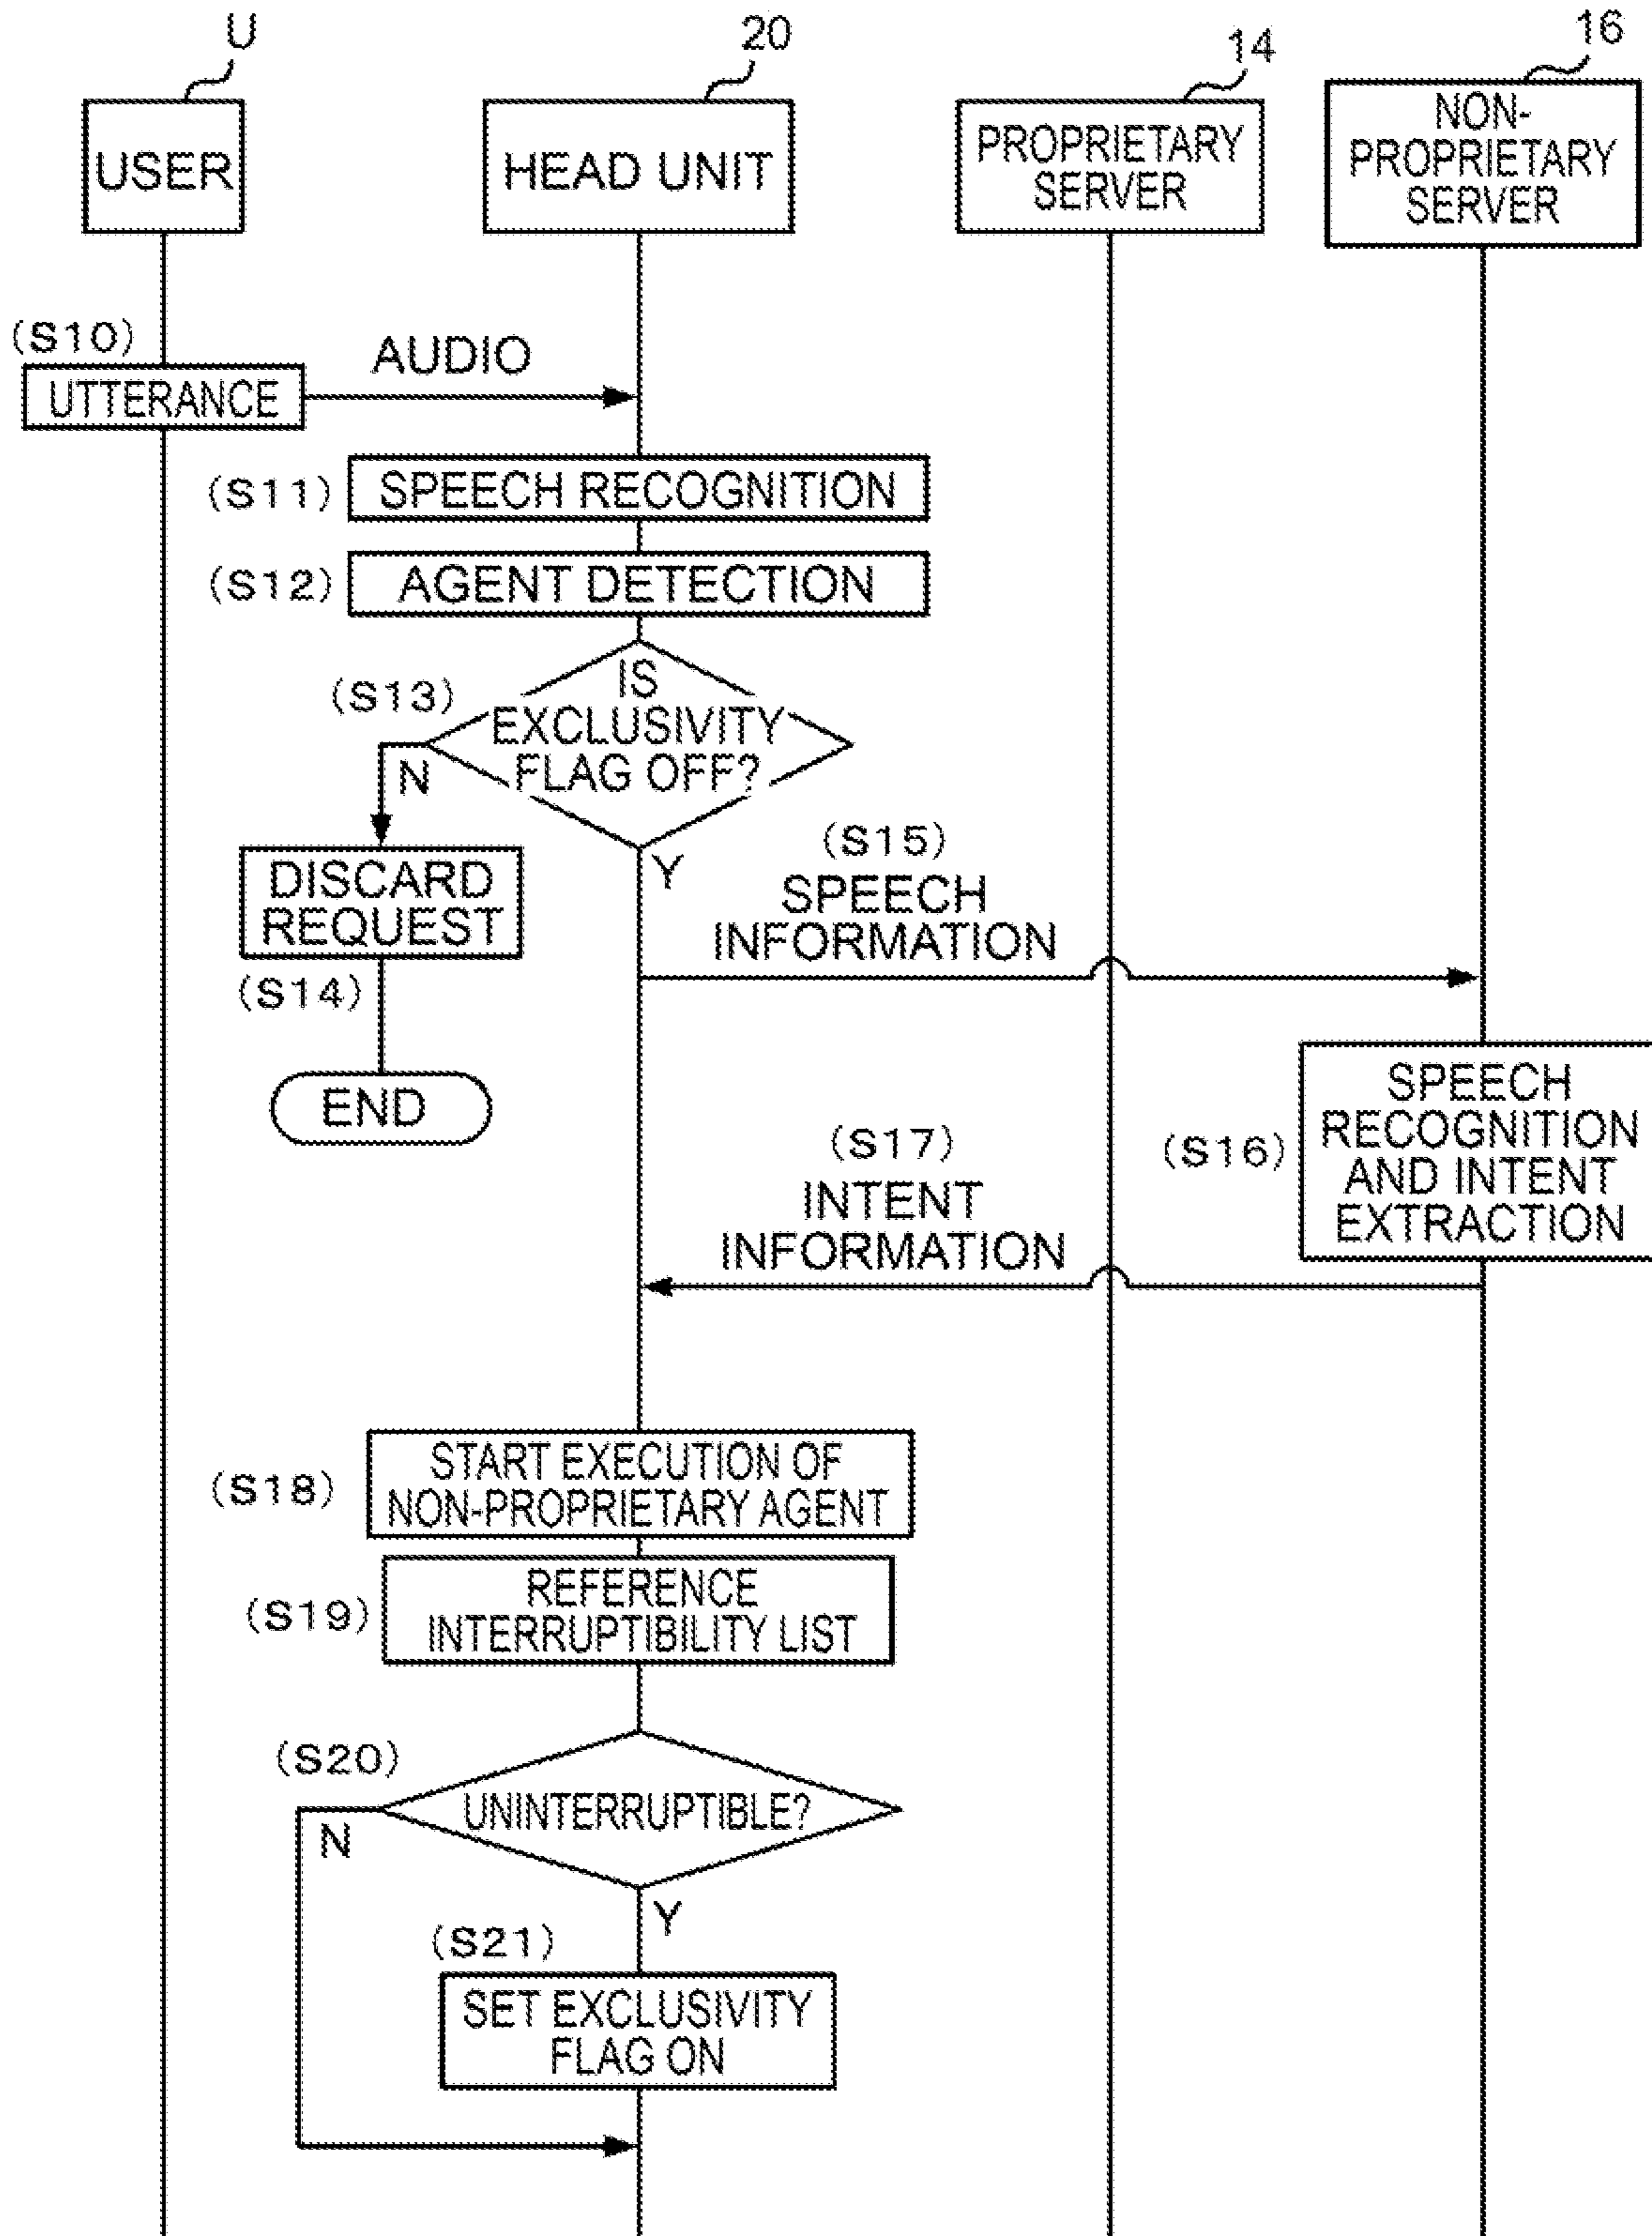 U
20
14
16
USER
HEAD UNIT
PROPRIETARY
SERVER
NON-
PROPRIETARY
SERVER
(S10)
UTTERANCE
AUDIO
(S11)
SPEECH RECOGNITION
(S12)
AGENT DETECTION
(S13)
IS
EXCLUSIVITY
FLAG OFF?
N
Y
DISCARD
REQUEST
(S14)
END
(S15)
SPEECH
INFORMATION
(S16)
SPEECH
RECOGNITION
AND INTENT
EXTRACTION
(S17)
INTENT
INFORMATION
(S18)
START EXECUTION OF
NON-PROPRIETARY AGENT
(S19)
REFERENCE
INTERRUPTIBILITY LIST
(S20)
UNINTERRUPTIBLE?
N
Y
(S21)
SET EXCLUSIVITY
FLAG ON